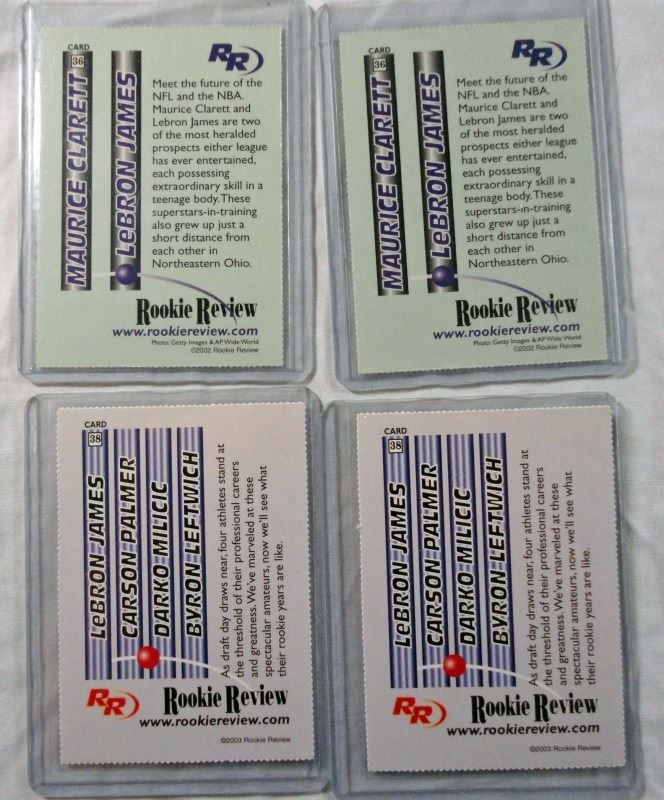 CARD
36
RR
MAURICE CLARETT
LeBRON JAMES
Meet the future of the
NFL and the NBA.
Maurice Clarett and
Lebron James are two
of the most heralded
prospects either league
has ever entertained,
each possessing
extraordinary skill in a
teenage body. These
superstars-in-training
also grew up just a
short distance from
each other in
Northeastern Ohio.
Rookie Review
www.rookiereview.com
Photo: Getty Images & AP Wide World
©2002 Rookie Review
CARD
36
RR
MAURICE CLARETT
LeBRON JAMES
Meet the future of the
NFL and the NBA.
Maurice Clarett and
Lebron James are two
of the most heralded
prospects either league
has ever entertained,
each possessing
extraordinary skill in a
teenage body. These
superstars-in-training
also grew up just a
short distance from
each other in
Northeastern Ohio.
Rookie Review
www.rookiereview.com
Photo: Getty Images & AP Wide World
©2002 Rookie Review
CARD
38
LeBRON JAMES
CARSON PALMER
DARKO MILICIC
BYRON LEFTWICH
As draft day draws near, four athletes stand at
the threshold of their professional careers
and greatness. We've marveled at these
spectacular amateurs, now we'll see what
their rookie years are like.
RR
Rookie Review
www.rookiereview.com
©2003 Rookie Review
CARD
38
LeBRON JAMES
CARSON PALMER
DARKO MILICIC
BYRON LEFTWICH
As draft day draws near, four athletes stand at
the threshold of their professional careers
and greatness. We've marveled at these
spectacular amateurs, now we'll see what
their rookie years are like.
RR
Rookie Review
www.rookiereview.com
©2003 Rookie Review